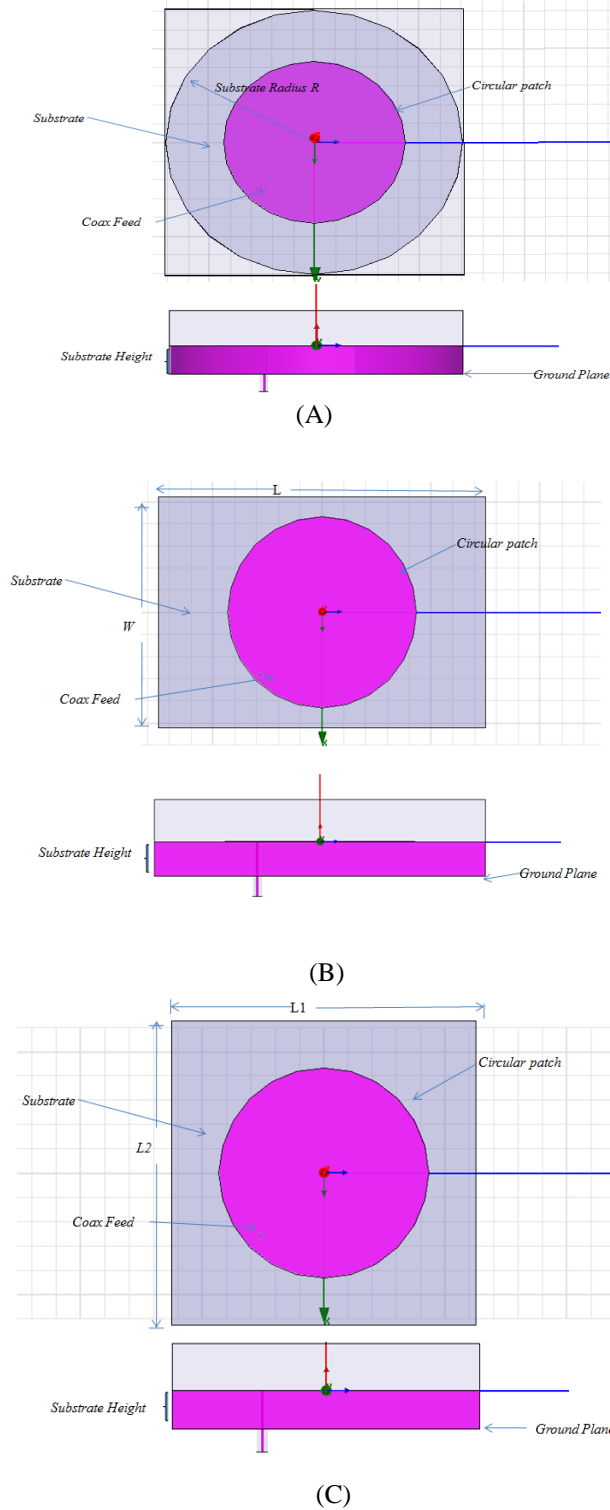 Substrate Radius R
Circular patch
Substrate
Coax Feed
Substrate Height
Ground Plane
(A)
L
Circular patch
Substrate
W
Coax Feed
Substrate Height
Ground Plane
(B)
L1
Circular patch
Substrate
L2
Coax Feed
Substrate Height
Ground Plane
(C)